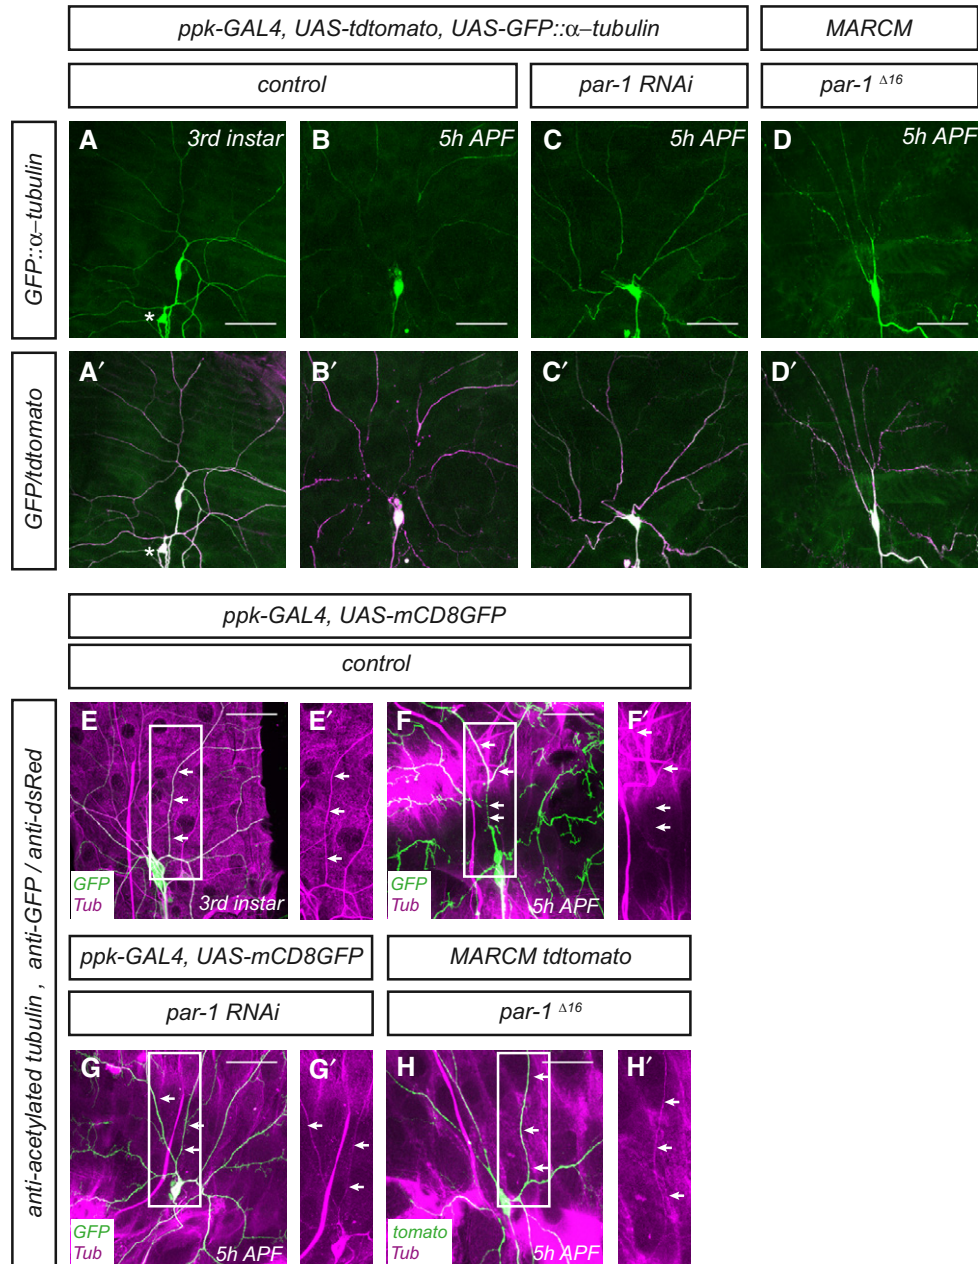 ppk-GAL4, UAS-tdtomato, UAS-GFP::α–tubulin
MARCM
control
par-1 RNAi
par-1 Δ16
GFP::α–tubulin
A
3rd instar
B
5h APF
C
5h APF
D
5h APF
*
GFP/tdtomato
A′
B′
C′
D′
*
ppk-GAL4, UAS-mCD8GFP
control
anti-acetylated tubulin , anti-GFP / anti-dsRed
E
GFP
Tub
3rd instar
E′
F
GFP
Tub
5h APF
F′
ppk-GAL4, UAS-mCD8GFP
MARCM tdtomato
par-1 RNAi
par-1 Δ16
G
GFP
Tub
5h APF
G′
H
tomato
Tub
5h APF
H′